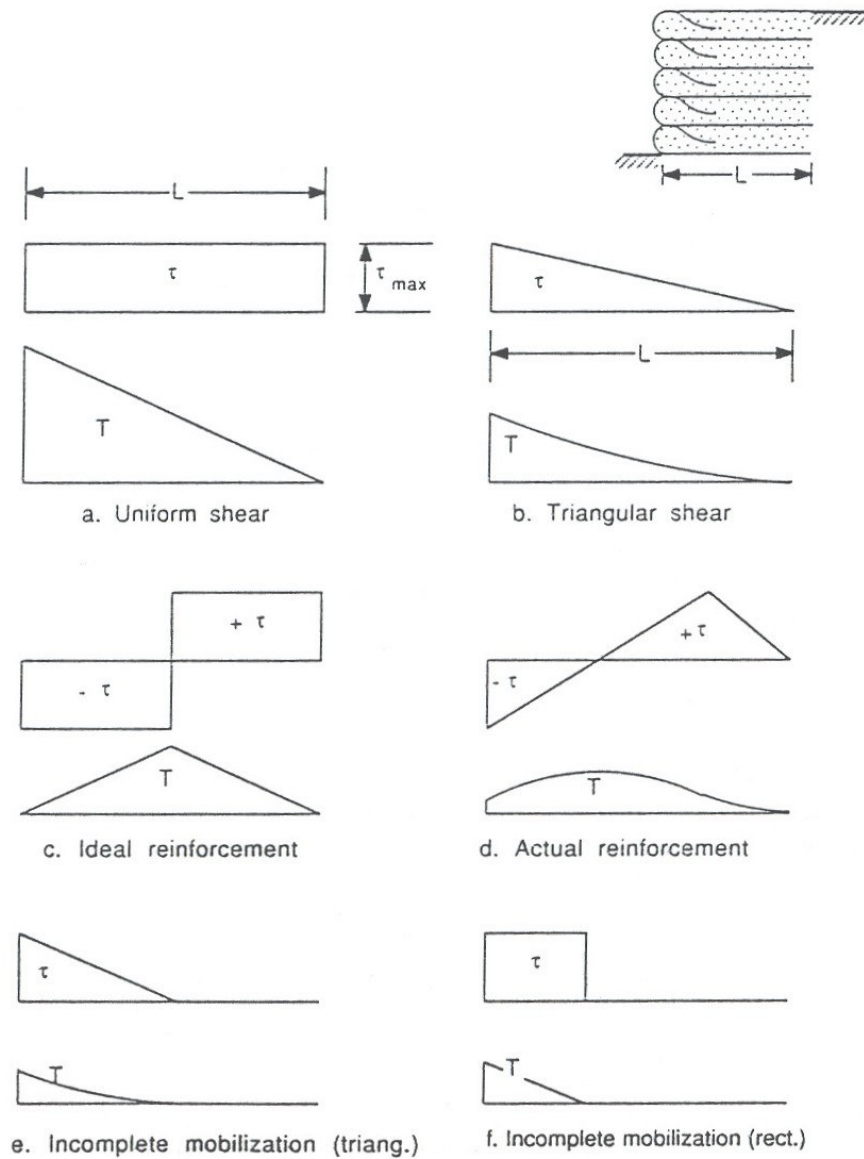 L
L
τ
τ max
τ
L
T
T
a. Uniform shear
b. Triangular shear
+ τ
- τ
+ τ
- τ
T
T
c. Ideal reinforcement
d. Actual reinforcement
τ
τ
T
T
e. Incomplete mobilization (triang.)
f. Incomplete mobilization (rect.)